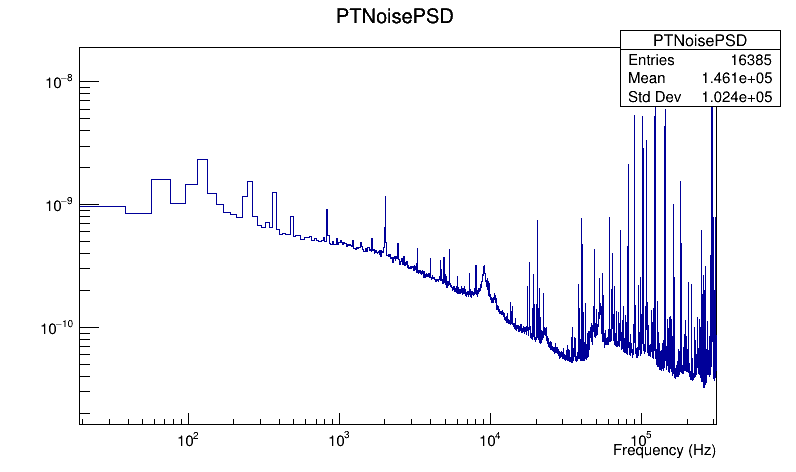 PTNoisePSD
PTNoisePSD
Entries 16385
Mean 1.461e+05
Std Dev 1.024e+05
10⁻⁸
10⁻⁹
10⁻¹⁰
10² 10³ 10⁴ 10⁵
Frequency (Hz)